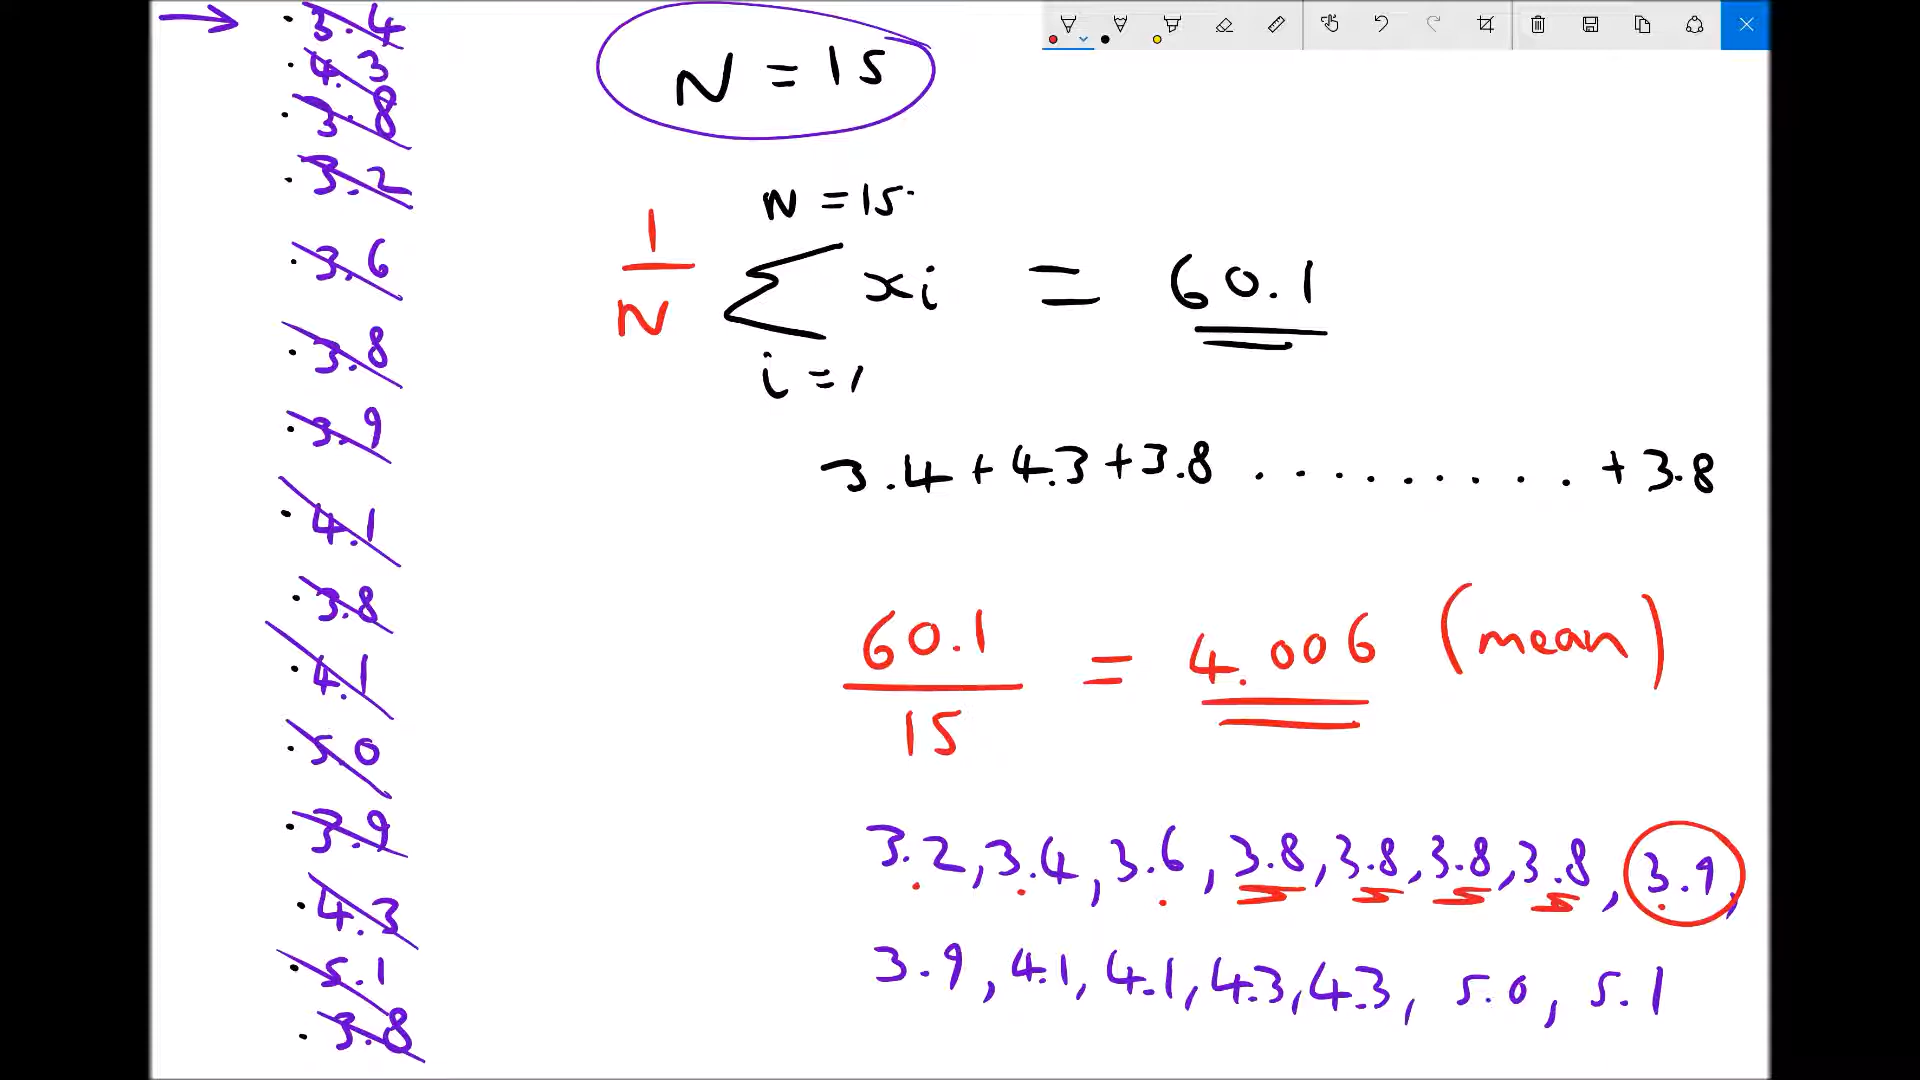 3.4
4.3
3.8
3.2
3.6
3.8
3.9
4.1
3.8
4.1
5.0
3.9
4.3
5.1
3.8
N = 15
N = 15
1
N
∑ xi = 60.1
i = 1
3.4 + 4.3 + 3.8 . . . . . . . . . + 3.8
60.1
15
= 4.006 (mean)
3.2, 3.4, 3.6, 3.8, 3.8, 3.8, 3.8, 3.9,
3.9, 4.1, 4.1, 4.3, 4.3, 5.0, 5.1